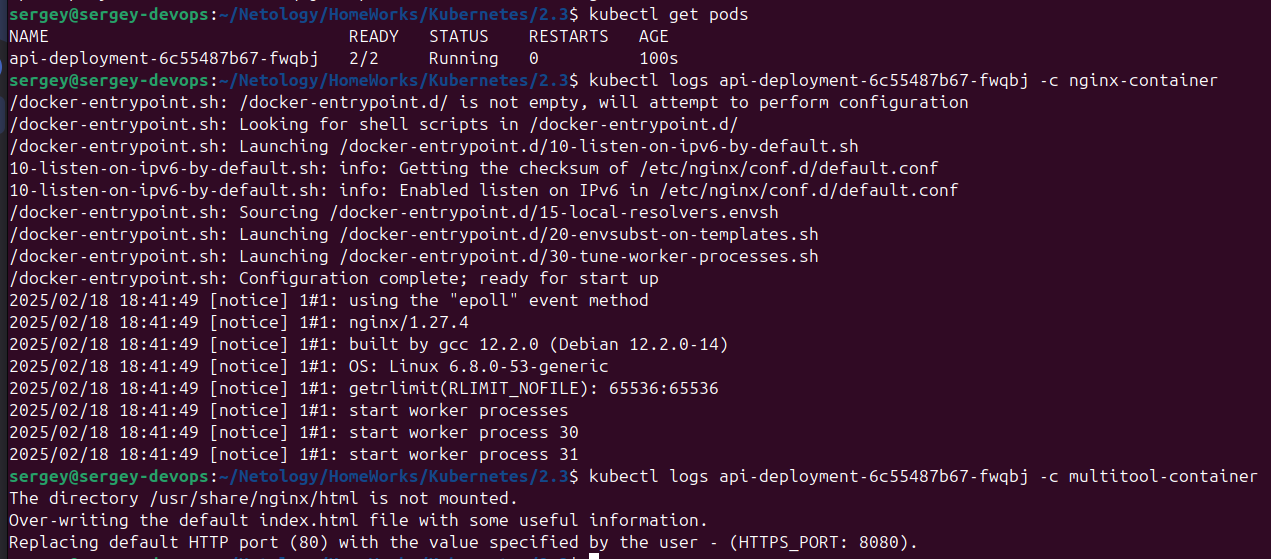 sergey@sergey-devops:~/Netology/HomeWorks/Kubernetes/2.3$ kubectl get pods
NAME                              READY   STATUS    RESTARTS   AGE
api-deployment-6c55487b67-fwqbj   2/2     Running   0          100s
sergey@sergey-devops:~/Netology/HomeWorks/Kubernetes/2.3$ kubectl logs api-deployment-6c55487b67-fwqbj -c nginx-container
/docker-entrypoint.sh: /docker-entrypoint.d/ is not empty, will attempt to perform configuration
/docker-entrypoint.sh: Looking for shell scripts in /docker-entrypoint.d/
/docker-entrypoint.sh: Launching /docker-entrypoint.d/10-listen-on-ipv6-by-default.sh
10-listen-on-ipv6-by-default.sh: info: Getting the checksum of /etc/nginx/conf.d/default.conf
10-listen-on-ipv6-by-default.sh: info: Enabled listen on IPv6 in /etc/nginx/conf.d/default.conf
/docker-entrypoint.sh: Sourcing /docker-entrypoint.d/15-local-resolvers.envsh
/docker-entrypoint.sh: Launching /docker-entrypoint.d/20-envsubst-on-templates.sh
/docker-entrypoint.sh: Launching /docker-entrypoint.d/30-tune-worker-processes.sh
/docker-entrypoint.sh: Configuration complete; ready for start up
2025/02/18 18:41:49 [notice] 1#1: using the "epoll" event method
2025/02/18 18:41:49 [notice] 1#1: nginx/1.27.4
2025/02/18 18:41:49 [notice] 1#1: built by gcc 12.2.0 (Debian 12.2.0-14)
2025/02/18 18:41:49 [notice] 1#1: OS: Linux 6.8.0-53-generic
2025/02/18 18:41:49 [notice] 1#1: getrlimit(RLIMIT_NOFILE): 65536:65536
2025/02/18 18:41:49 [notice] 1#1: start worker processes
2025/02/18 18:41:49 [notice] 1#1: start worker process 30
2025/02/18 18:41:49 [notice] 1#1: start worker process 31
sergey@sergey-devops:~/Netology/HomeWorks/Kubernetes/2.3$ kubectl logs api-deployment-6c55487b67-fwqbj -c multitool-container
The directory /usr/share/nginx/html is not mounted.
Over-writing the default index.html file with some useful information.
Replacing default HTTP port (80) with the value specified by the user - (HTTPS_PORT: 8080).